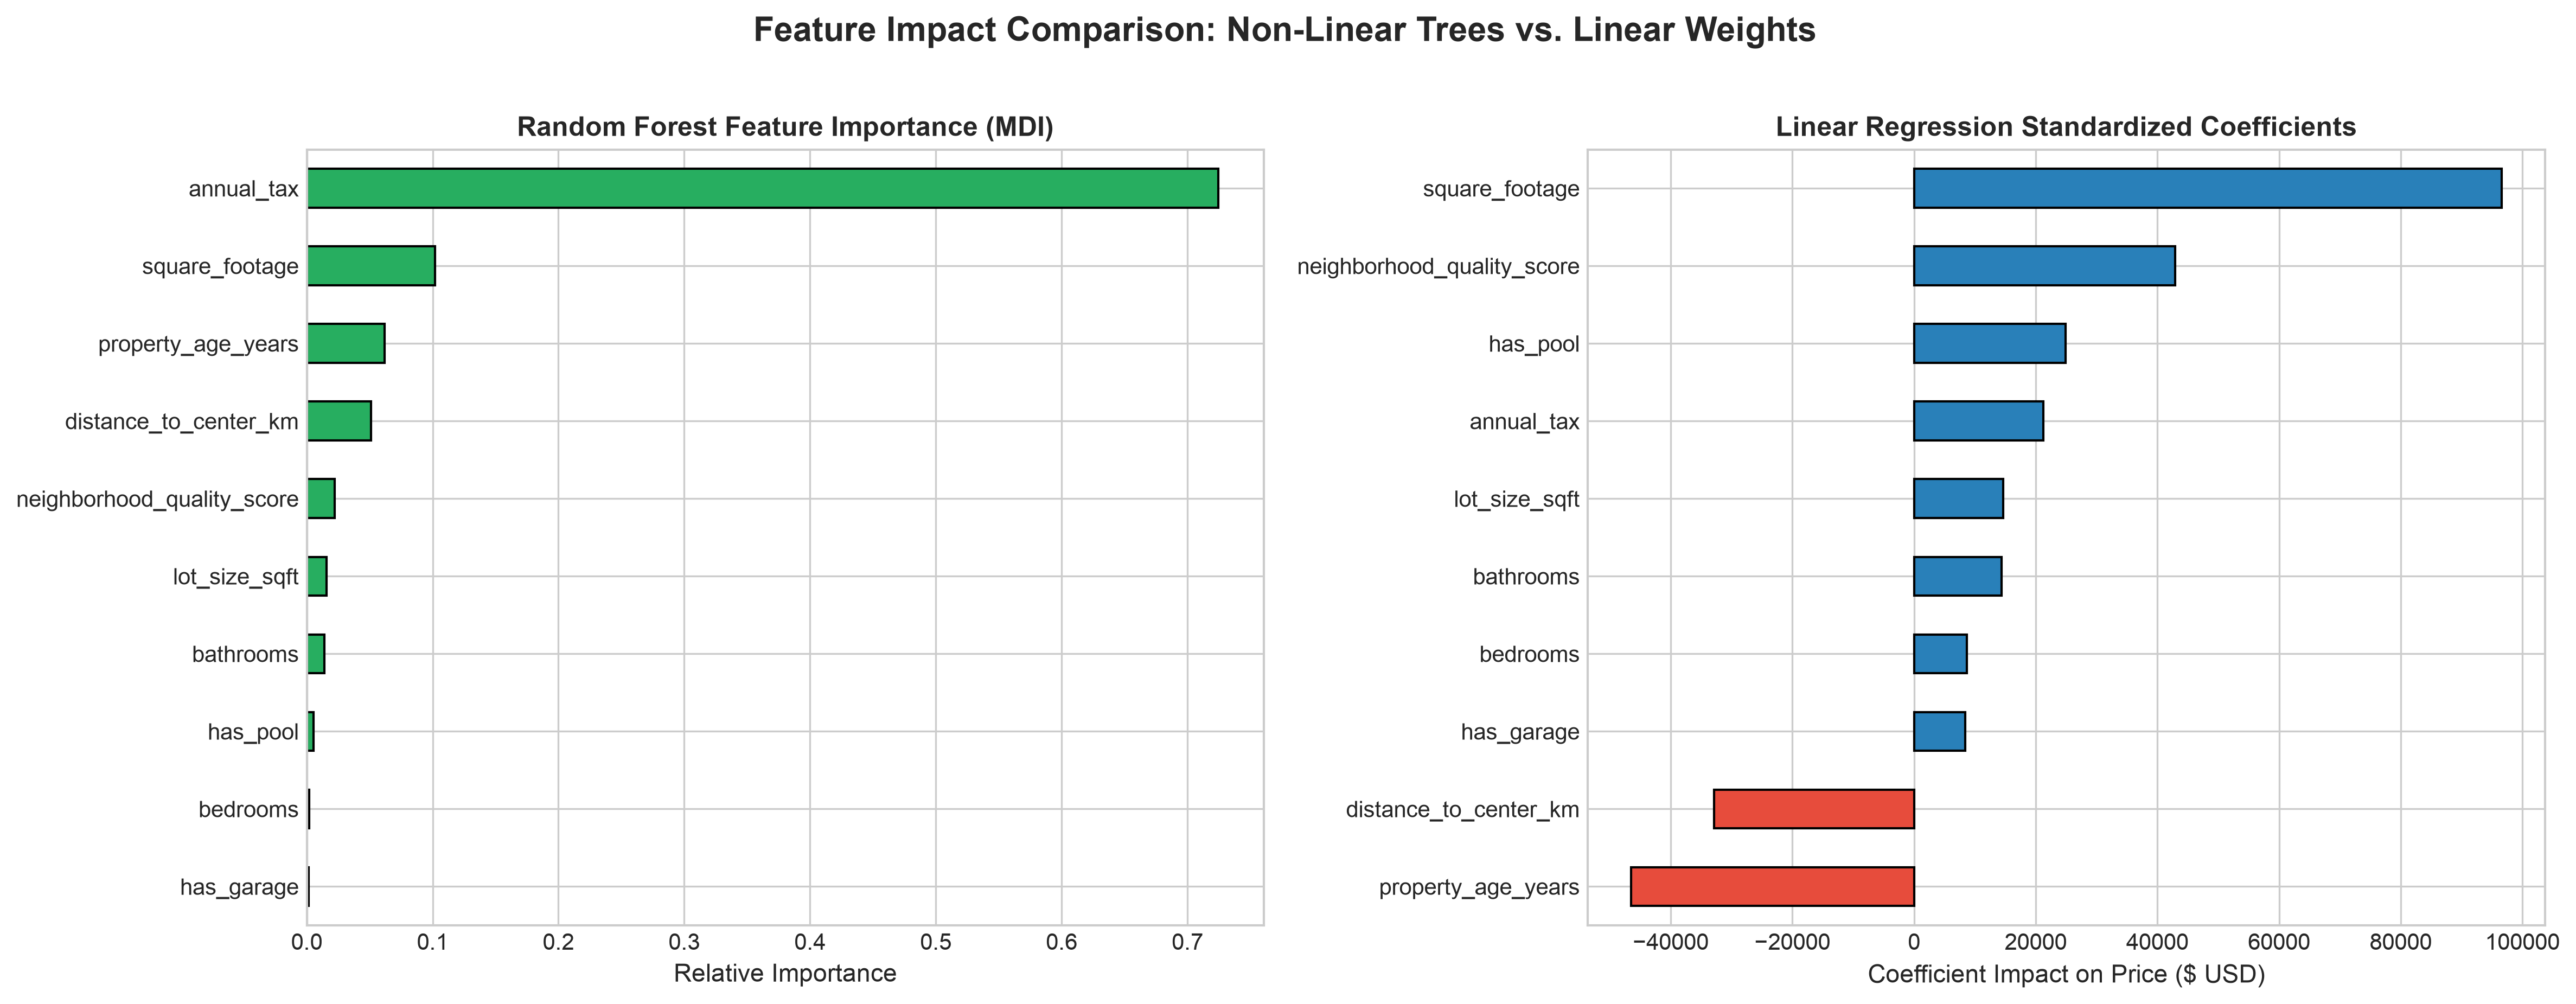 Feature Impact Comparison: Non-Linear Trees vs. Linear Weights
Random Forest Feature Importance (MDI)
annual_tax
square_footage
property_age_years
distance_to_center_km
neighborhood_quality_score
lot_size_sqft
bathrooms
has_pool
bedrooms
has_garage
0.0 0.1 0.2 0.3 0.4 0.5 0.6 0.7
Relative Importance
Linear Regression Standardized Coefficients
square_footage
neighborhood_quality_score
has_pool
annual_tax
lot_size_sqft
bathrooms
bedrooms
has_garage
distance_to_center_km
property_age_years
−40000 −20000 0 20000 40000 60000 80000 100000
Coefficient Impact on Price ($ USD)